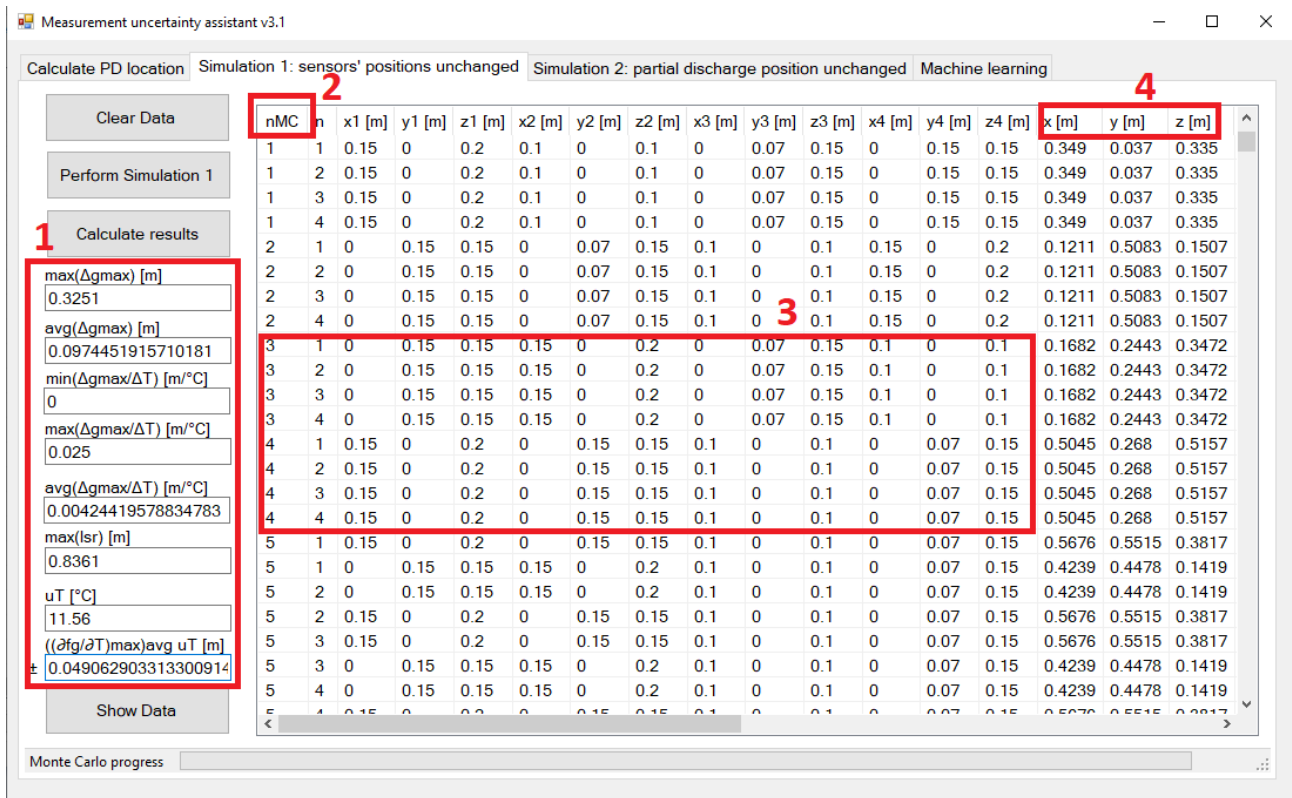 Measurement uncertainty assistant v3.1
Calculate PD location Simulation 1: sensors' positions unchanged Simulation 2: partial discharge position unchanged Machine learning
2 4
Clear Data
Perform Simulation 1
Calculate results
1
max(Δgmax) [m]
0.3251
avg(Δgmax) [m]
0.0974451915710181
min(Δgmax/ΔT) [m/°C]
0
max(Δgmax/ΔT) [m/°C]
0.025
avg(Δgmax/ΔT) [m/°C]
0.00424419578834783
max(lsr) [m]
0.8361
uT [°C]
11.56
((∂fg/∂T)max)avg uT [m]
± 0.049062903313300914
Show Data
nMC n x1 [m] y1 [m] z1 [m] x2 [m] y2 [m] z2 [m] x3 [m] y3 [m] z3 [m] x4 [m] y4 [m] z4 [m] x [m] y [m] z [m]
1 1 0.15 0 0.2 0.1 0 0.1 0 0.07 0.15 0 0.15 0.15 0.349 0.037 0.335
1 2 0.15 0 0.2 0.1 0 0.1 0 0.07 0.15 0 0.15 0.15 0.349 0.037 0.335
1 3 0.15 0 0.2 0.1 0 0.1 0 0.07 0.15 0 0.15 0.15 0.349 0.037 0.335
1 4 0.15 0 0.2 0.1 0 0.1 0 0.07 0.15 0 0.15 0.15 0.349 0.037 0.335
2 1 0 0.15 0.15 0 0.07 0.15 0.1 0 0.1 0.15 0 0.2 0.1211 0.5083 0.1507
2 2 0 0.15 0.15 0 0.07 0.15 0.1 0 0.1 0.15 0 0.2 0.1211 0.5083 0.1507
2 3 0 0.15 0.15 0 0.07 0.15 0.1 0 0.1 0.15 0 0.2 0.1211 0.5083 0.1507
2 4 0 0.15 0.15 0 0.07 0.15 0.1 0 0.1 0.15 0 0.2 0.1211 0.5083 0.1507
3
3 1 0 0.15 0.15 0.15 0 0.2 0 0.07 0.15 0.1 0 0.1 0.1682 0.2443 0.3472
3 2 0 0.15 0.15 0.15 0 0.2 0 0.07 0.15 0.1 0 0.1 0.1682 0.2443 0.3472
3 3 0 0.15 0.15 0.15 0 0.2 0 0.07 0.15 0.1 0 0.1 0.1682 0.2443 0.3472
3 4 0 0.15 0.15 0.15 0 0.2 0 0.07 0.15 0.1 0 0.1 0.1682 0.2443 0.3472
4 1 0.15 0 0.2 0 0.15 0.15 0.1 0 0.1 0 0.07 0.15 0.5045 0.268 0.5157
4 2 0.15 0 0.2 0 0.15 0.15 0.1 0 0.1 0 0.07 0.15 0.5045 0.268 0.5157
4 3 0.15 0 0.2 0 0.15 0.15 0.1 0 0.1 0 0.07 0.15 0.5045 0.268 0.5157
4 4 0.15 0 0.2 0 0.15 0.15 0.1 0 0.1 0 0.07 0.15 0.5045 0.268 0.5157
5 1 0.15 0 0.2 0 0.15 0.15 0.1 0 0.1 0 0.07 0.15 0.5676 0.5515 0.3817
5 1 0 0.15 0.15 0.15 0 0.2 0.1 0 0.1 0 0.07 0.15 0.4239 0.4478 0.1419
5 2 0 0.15 0.15 0.15 0 0.2 0.1 0 0.1 0 0.07 0.15 0.4239 0.4478 0.1419
5 2 0.15 0 0.2 0 0.15 0.15 0.1 0 0.1 0 0.07 0.15 0.5676 0.5515 0.3817
5 3 0.15 0 0.2 0 0.15 0.15 0.1 0 0.1 0 0.07 0.15 0.5676 0.5515 0.3817
5 3 0 0.15 0.15 0.15 0 0.2 0.1 0 0.1 0 0.07 0.15 0.4239 0.4478 0.1419
5 4 0 0.15 0.15 0.15 0 0.2 0.1 0 0.1 0 0.07 0.15 0.4239 0.4478 0.1419
5 4 0.15 0 0.2 0 0.15 0.15 0.1 0 0.1 0 0.07 0.15 0.5676 0.5515 0.3817
Monte Carlo progress